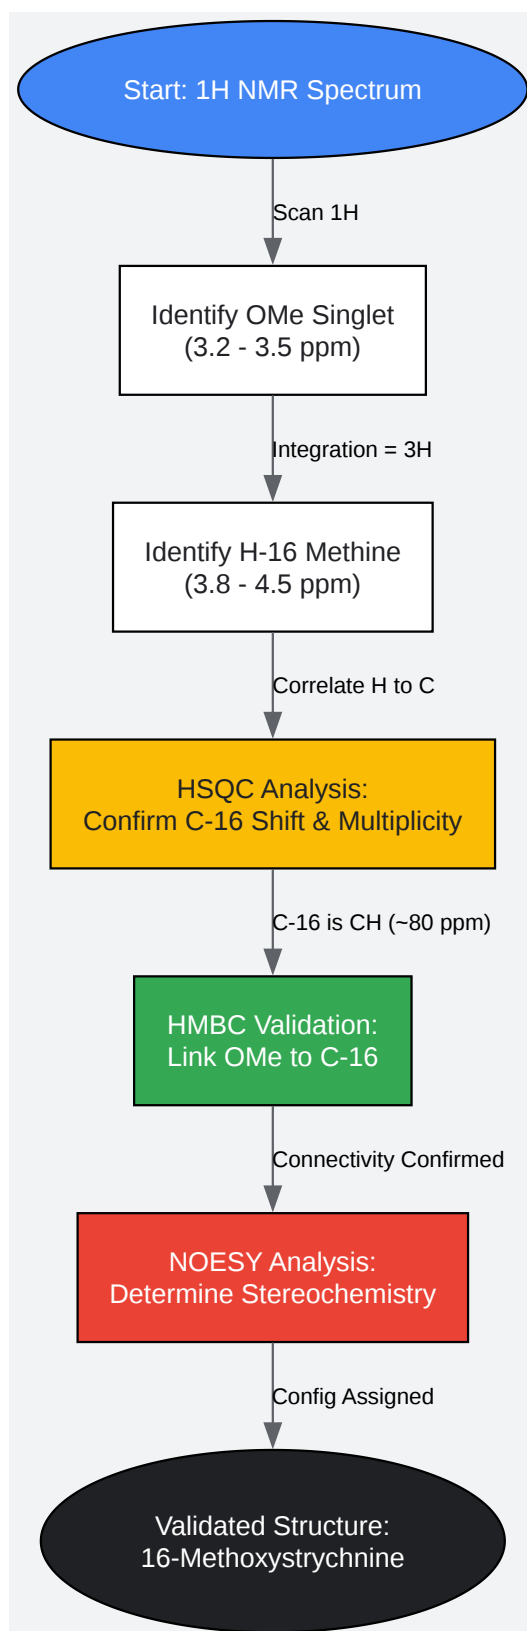 Start: 1H NMR Spectrum
Scan 1H
Identify OMe Singlet
(3.2 - 3.5 ppm)
Integration = 3H
Identify H-16 Methine
(3.8 - 4.5 ppm)
Correlate H to C
HSQC Analysis:
Confirm C-16 Shift & Multiplicity
C-16 is CH (~80 ppm)
HMBC Validation:
Link OMe to C-16
Connectivity Confirmed
NOESY Analysis:
Determine Stereochemistry
Config Assigned
Validated Structure:
16-Methoxystrychnine